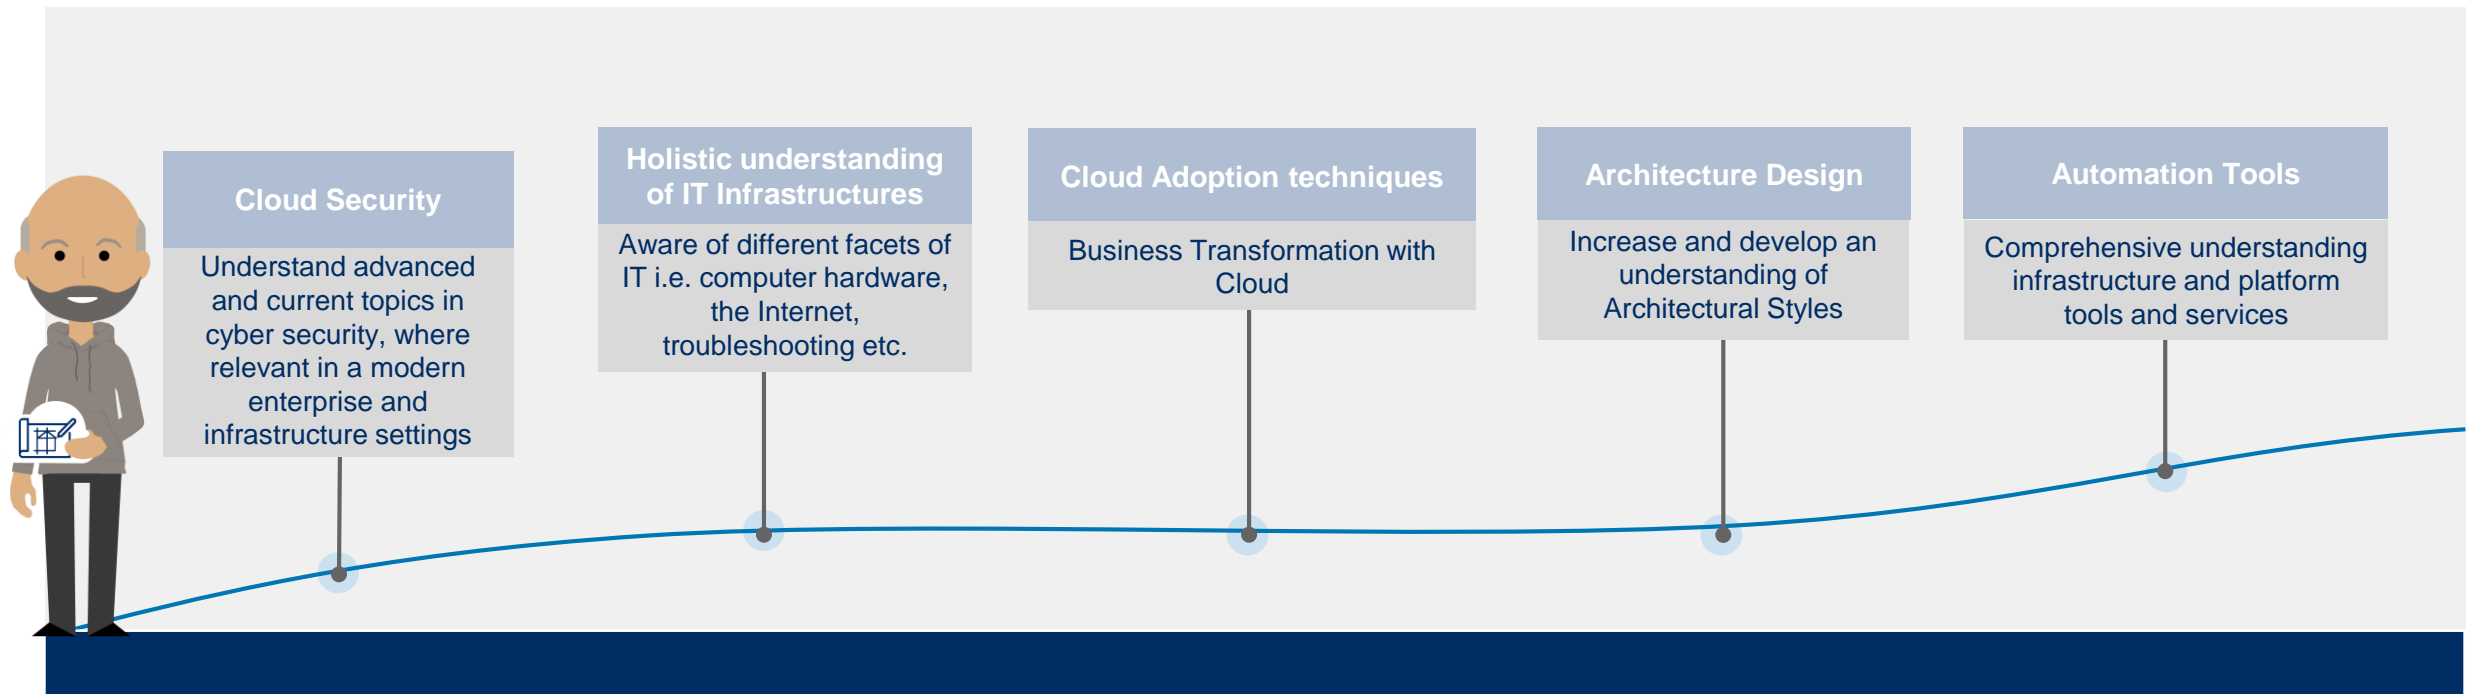 Cloud Security
Understand advanced
and current topics in
cyber security, where
relevant in a modern
enterprise and
infrastructure settings
Holistic understanding
of IT Infrastructures
Aware of different facets of
IT i.e. computer hardware,
the Internet,
troubleshooting etc.
Cloud Adoption techniques
Business Transformation with
Cloud
Architecture Design
Increase and develop an
understanding of
Architectural Styles
Automation Tools
Comprehensive understanding
infrastructure and platform
tools and services